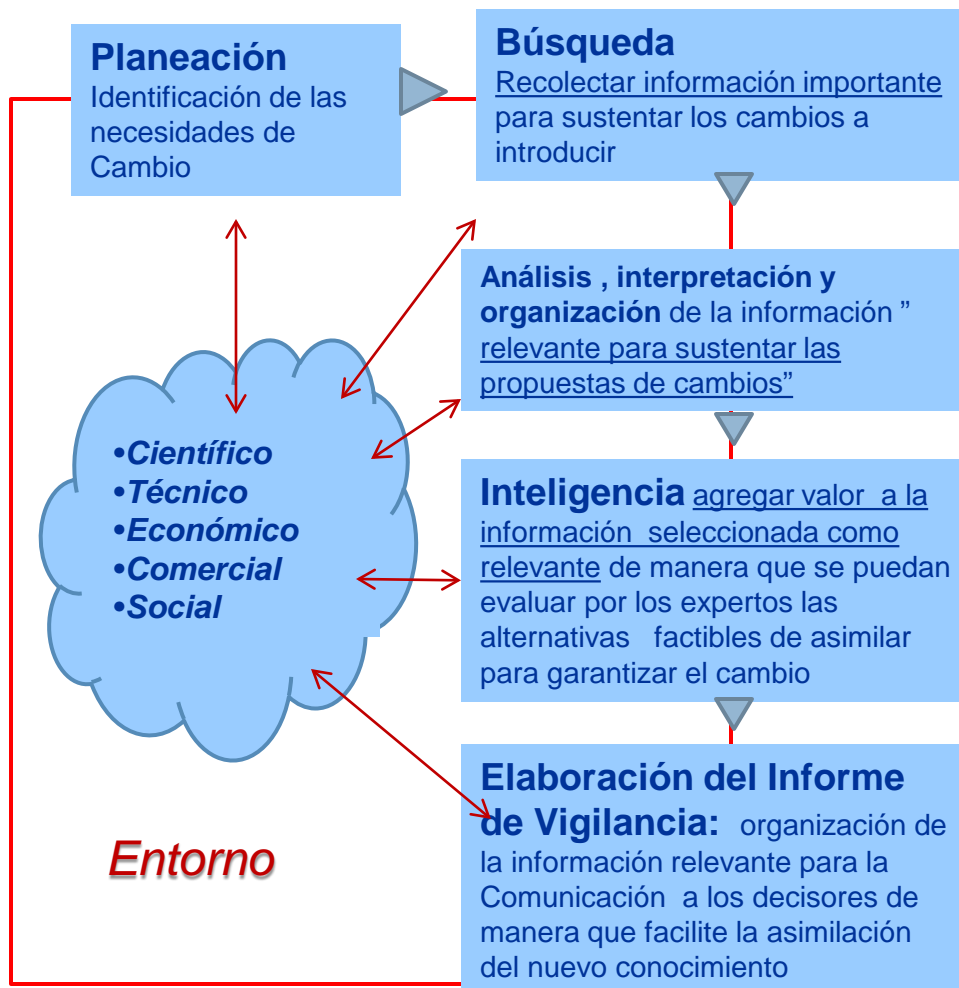 Planeación
Identificación de las
necesidades de
Cambio
Búsqueda
Recolectar información importante
para sustentar los cambios a
introducir
Análisis , interpretación y
organización de la información ”
relevante para sustentar las
propuestas de cambios”
•Científico
•Técnico
•Económico
•Comercial
•Social
Inteligencia agregar valor a la
información seleccionada como
relevante de manera que se puedan
evaluar por los expertos las
alternativas factibles de asimilar
para garantizar el cambio
Elaboración del Informe
de Vigilancia: organización de
la información relevante para la
Comunicación a los decisores de
manera que facilite la asimilación
del nuevo conocimiento
Entorno